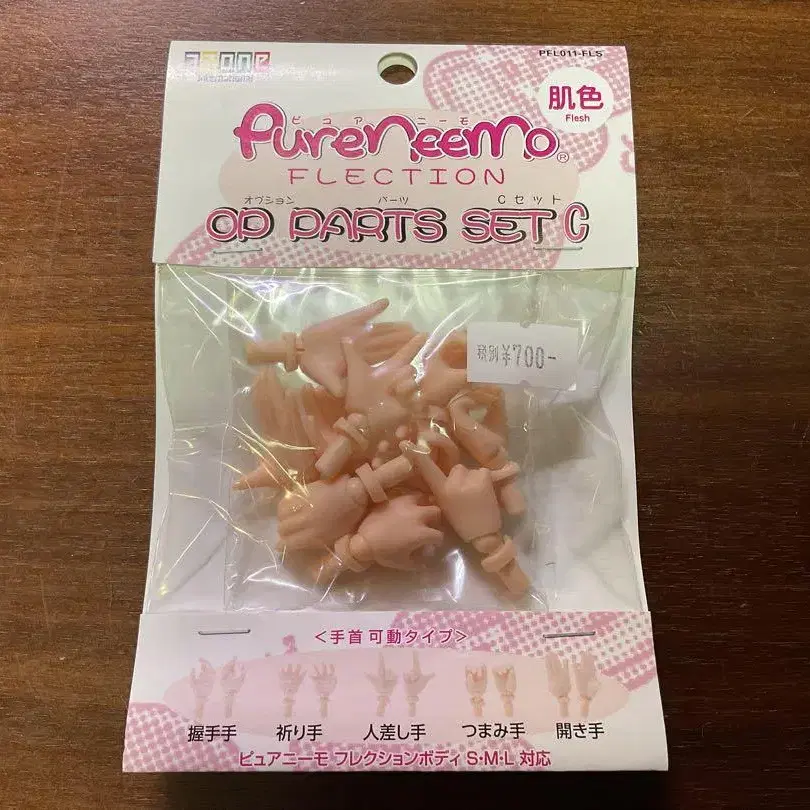 PFL011-FLS
azone
INTERNATIONAL
肌色
Flesh
ピュアニーモ
PureNeemo®
FLECTION
オプション パーツ Cセット
OP PARTS SET C
税別¥700-
<手首 可動タイプ>
握手手 祈り手 人差し手 つまみ手 開き手
ピュアニーモ フレクションボディ S・M・L 対応